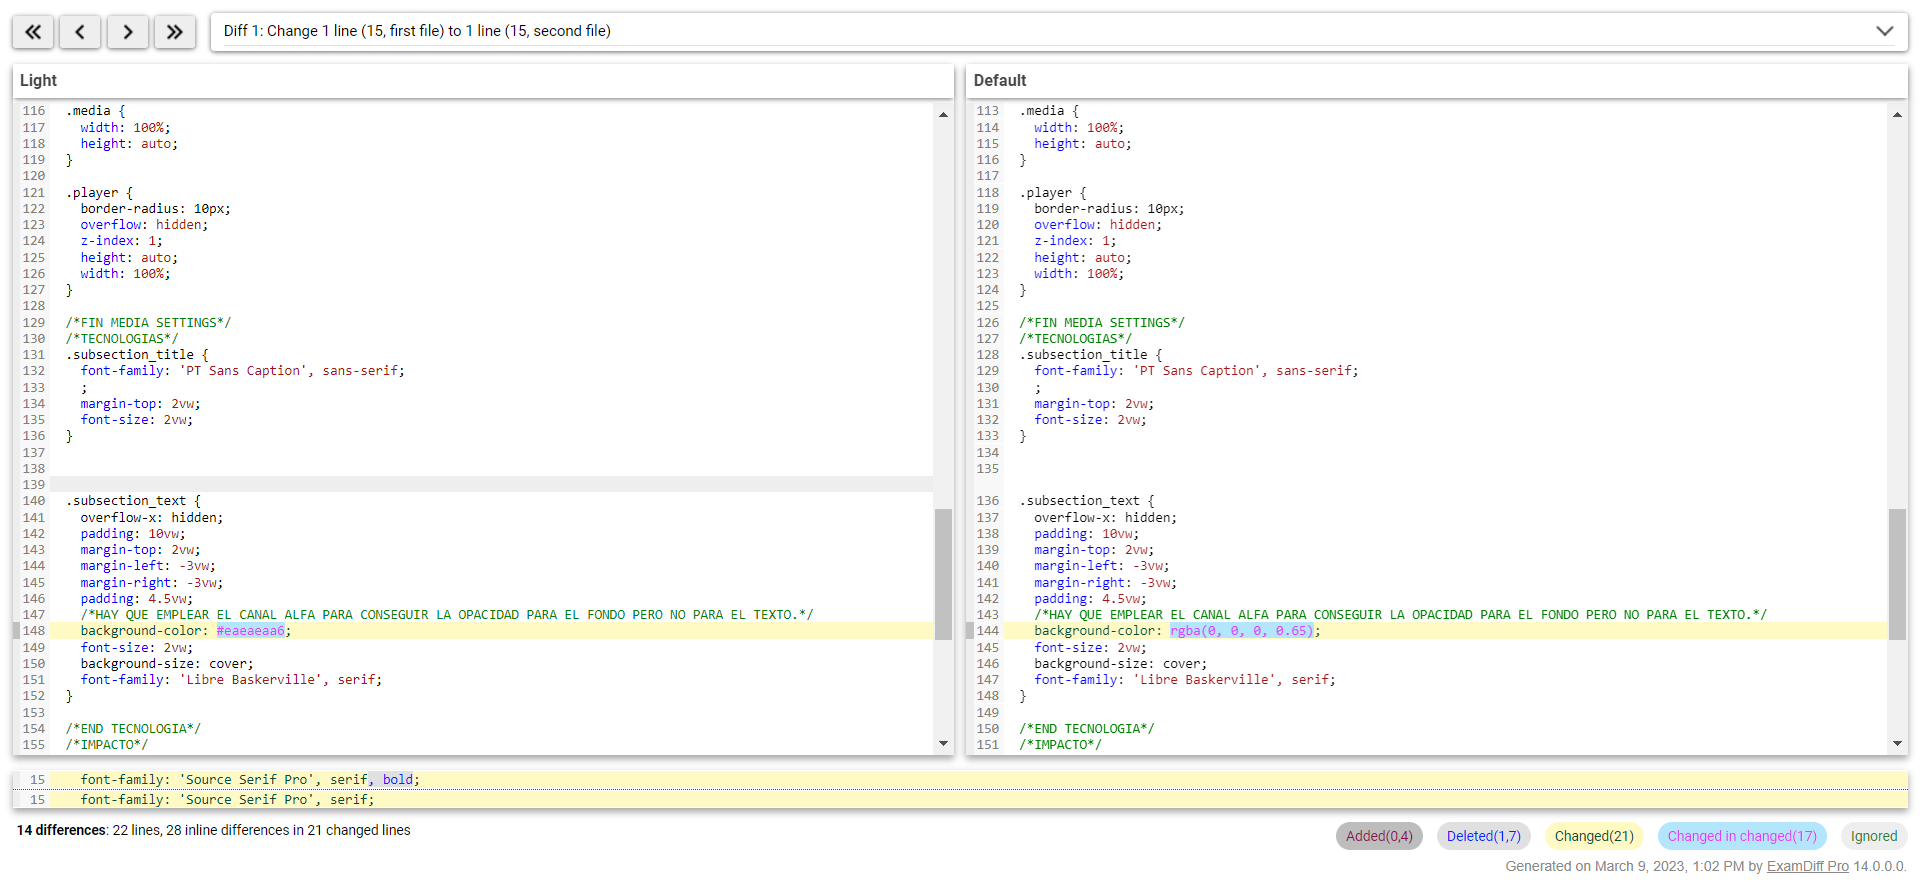 Diff 1: Change 1 line (15, first file) to 1 line (15, second file)
Light
116 .media {
117 width: 100%;
118 height: auto;
119 }
120
121 .player {
122 border-radius: 10px;
123 overflow: hidden;
124 z-index: 1;
125 height: auto;
126 width: 100%;
127 }
128
129 /*FIN MEDIA SETTINGS*/
130 /*TECNOLOGIAS*/
131 .subsection_title {
132 font-family: 'PT Sans Caption', sans-serif;
133 ;
134 margin-top: 2vw;
135 font-size: 2vw;
136 }
137
138
139
140 .subsection_text {
141 overflow-x: hidden;
142 padding: 10vw;
143 margin-top: 2vw;
144 margin-left: -3vw;
145 margin-right: -3vw;
146 padding: 4.5vw;
147 /*HAY QUE EMPLEAR EL CANAL ALFA PARA CONSEGUIR LA OPACIDAD PARA EL FONDO PERO NO PARA EL TEXTO.*/
148 background-color: #eaeaeaa6;
149 font-size: 2vw;
150 background-size: cover;
151 font-family: 'Libre Baskerville', serif;
152 }
153
154 /*END TECNOLOGIA*/
155 /*IMPACTO*/
Default
113 .media {
114 width: 100%;
115 height: auto;
116 }
117
118 .player {
119 border-radius: 10px;
120 overflow: hidden;
121 z-index: 1;
122 height: auto;
123 width: 100%;
124 }
125
126 /*FIN MEDIA SETTINGS*/
127 /*TECNOLOGIAS*/
128 .subsection_title {
129 font-family: 'PT Sans Caption', sans-serif;
130 ;
131 margin-top: 2vw;
132 font-size: 2vw;
133 }
134
135
136 .subsection_text {
137 overflow-x: hidden;
138 padding: 10vw;
139 margin-top: 2vw;
140 margin-left: -3vw;
141 margin-right: -3vw;
142 padding: 4.5vw;
143 /*HAY QUE EMPLEAR EL CANAL ALFA PARA CONSEGUIR LA OPACIDAD PARA EL FONDO PERO NO PARA EL TEXTO.*/
144 background-color: rgba(0, 0, 0, 0.65);
145 font-size: 2vw;
146 background-size: cover;
147 font-family: 'Libre Baskerville', serif;
148 }
149
150 /*END TECNOLOGIA*/
151 /*IMPACTO*/
15 font-family: 'Source Serif Pro', serif, bold;
15 font-family: 'Source Serif Pro', serif;
14 differences: 22 lines, 28 inline differences in 21 changed lines
Added(0,4) Deleted(1,7) Changed(21) Changed in changed(17) Ignored
Generated on March 9, 2023, 1:02 PM by ExamDiff Pro 14.0.0.0.